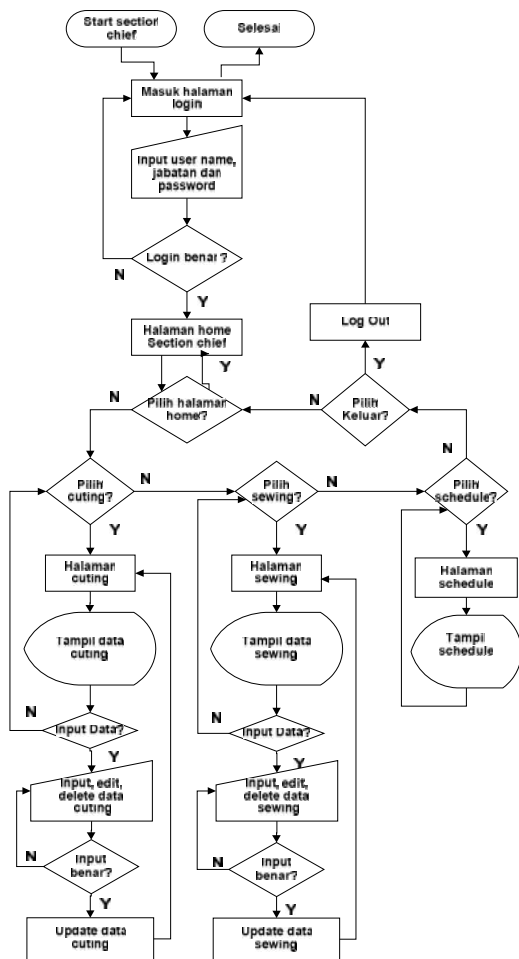 Start section
chief
Selesai
Masuk halaman
login
Input user name,
jabatan dan
password
Login benar?
N
Y
Halaman home
Section chief
Y
Log Out
Y
N
Pilih halaman
home?
N
Pilih
Keluar?
N
Pilih
cuting?
N
Pilih
sewing?
N
Pilih
schedule?
Y
Y
Y
Halaman
cuting
Halaman
sewing
Halaman
schedule
Tampil data
cuting
Tampil data
sewing
Tampil
schedule
N
Input Data?
N
Input Data?
Y
Y
Input, edit,
delete data
cuting
Input, edit,
delete data
sewing
N
Input
benar?
N
Input
benar?
Y
Y
Update data
cuting
Update data
sewing